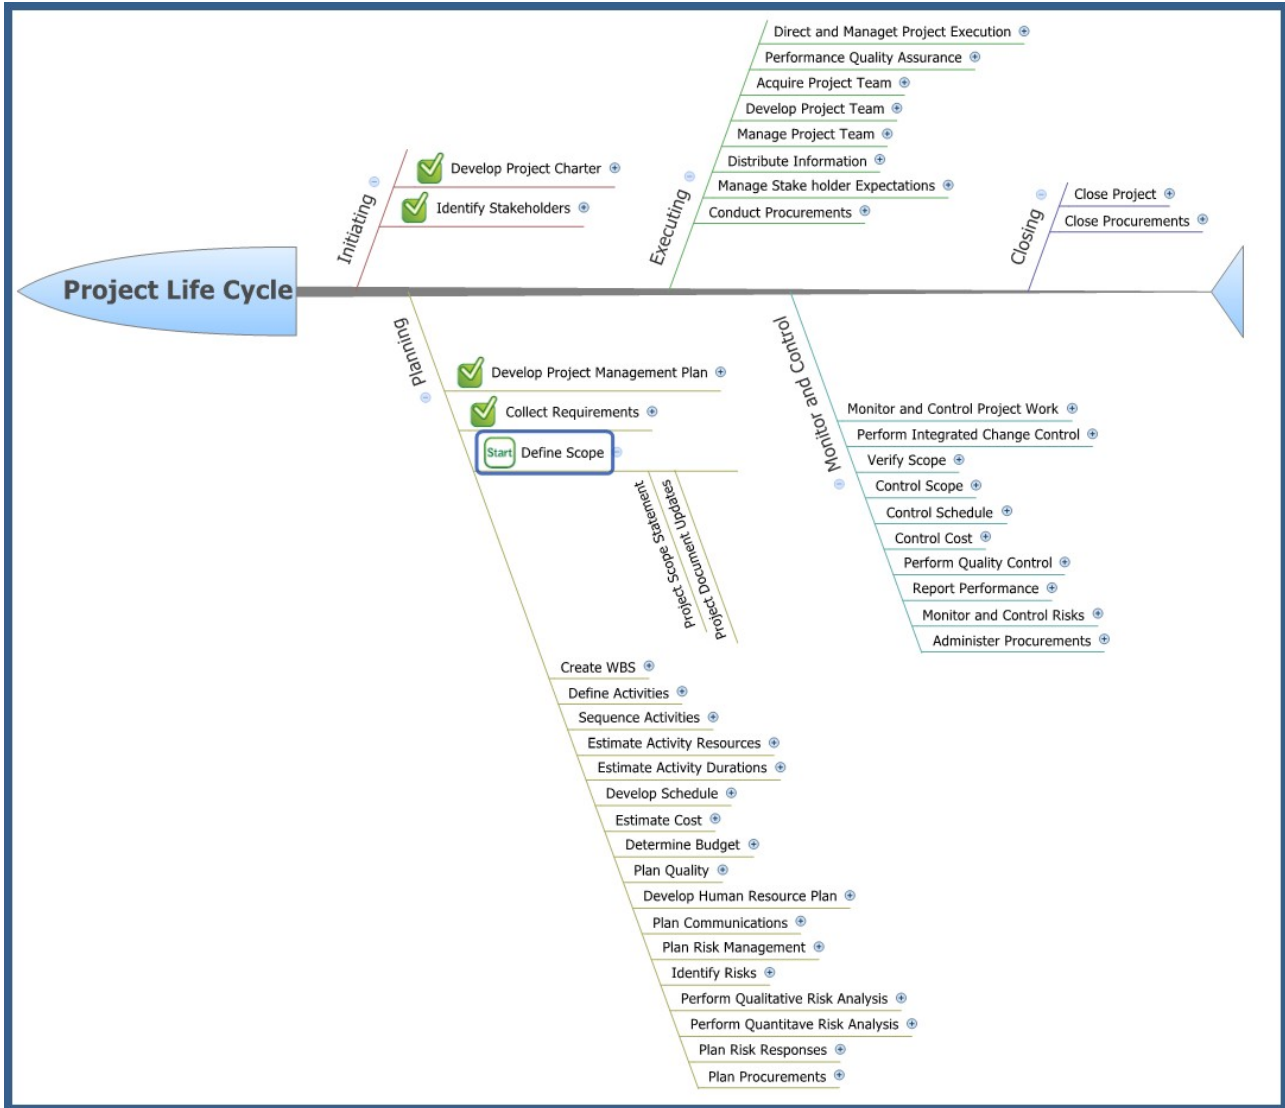 Project Life Cycle
Initiating
Develop Project Charter
Identify Stakeholders
Planning
Develop Project Management Plan
Collect Requirements
Start Define Scope
Project Scope Statement
Project Document Updates
Create WBS
Define Activities
Sequence Activities
Estimate Activity Resources
Estimate Activity Durations
Develop Schedule
Estimate Cost
Determine Budget
Plan Quality
Develop Human Resource Plan
Plan Communications
Plan Risk Management
Identify Risks
Perform Qualitative Risk Analysis
Perform Quantitave Risk Analysis
Plan Risk Responses
Plan Procurements
Executing
Direct and Managet Project Execution
Performance Quality Assurance
Acquire Project Team
Develop Project Team
Manage Project Team
Distribute Information
Manage Stake holder Expectations
Conduct Procurements
Monitor and Control
Monitor and Control Project Work
Perform Integrated Change Control
Verify Scope
Control Scope
Control Schedule
Control Cost
Perform Quality Control
Report Performance
Monitor and Control Risks
Administer Procurements
Closing
Close Project
Close Procurements